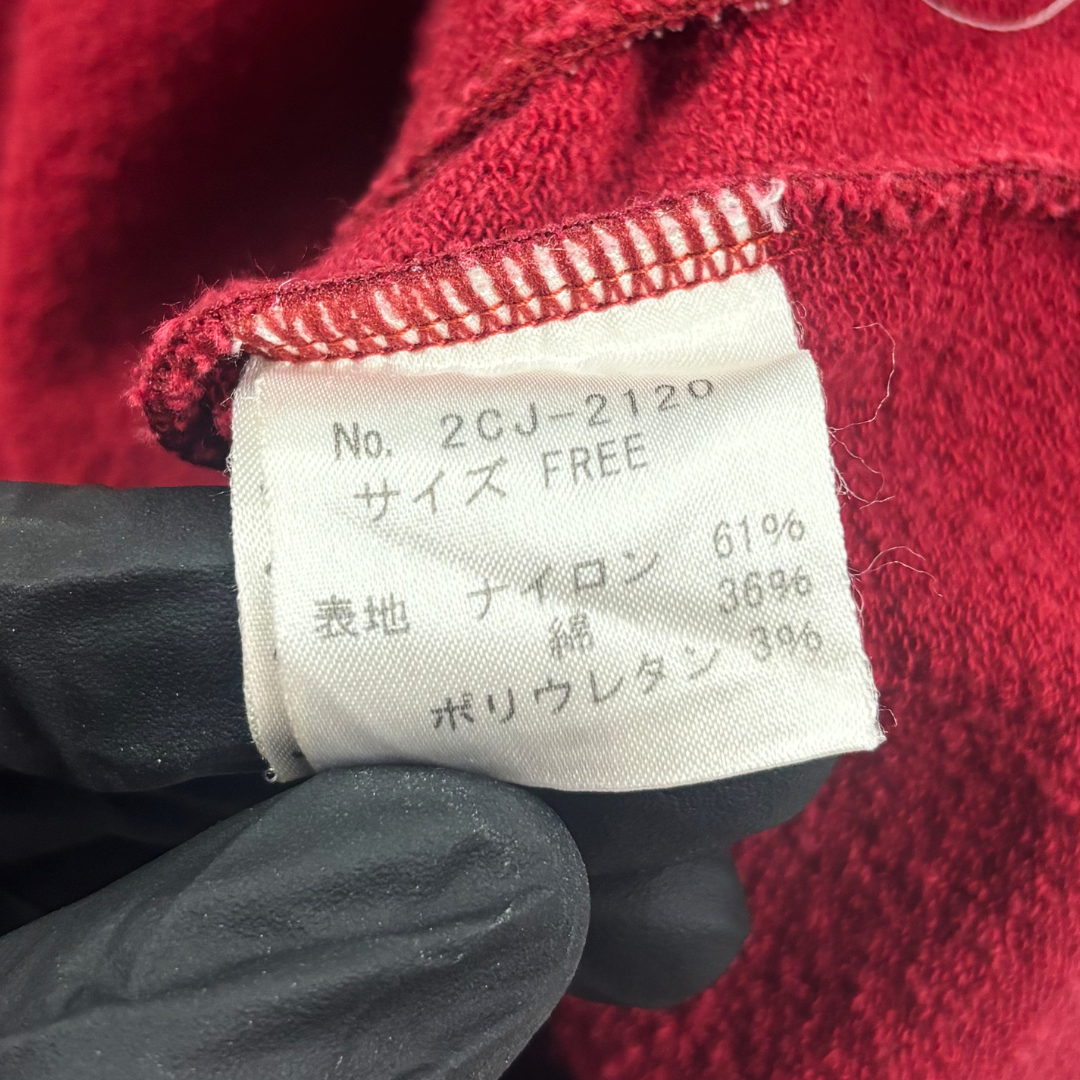 No. 2CJ-2120
サイズ FREE
表地 ナイロン 61%
綿 36%
ポリウレタン 3%